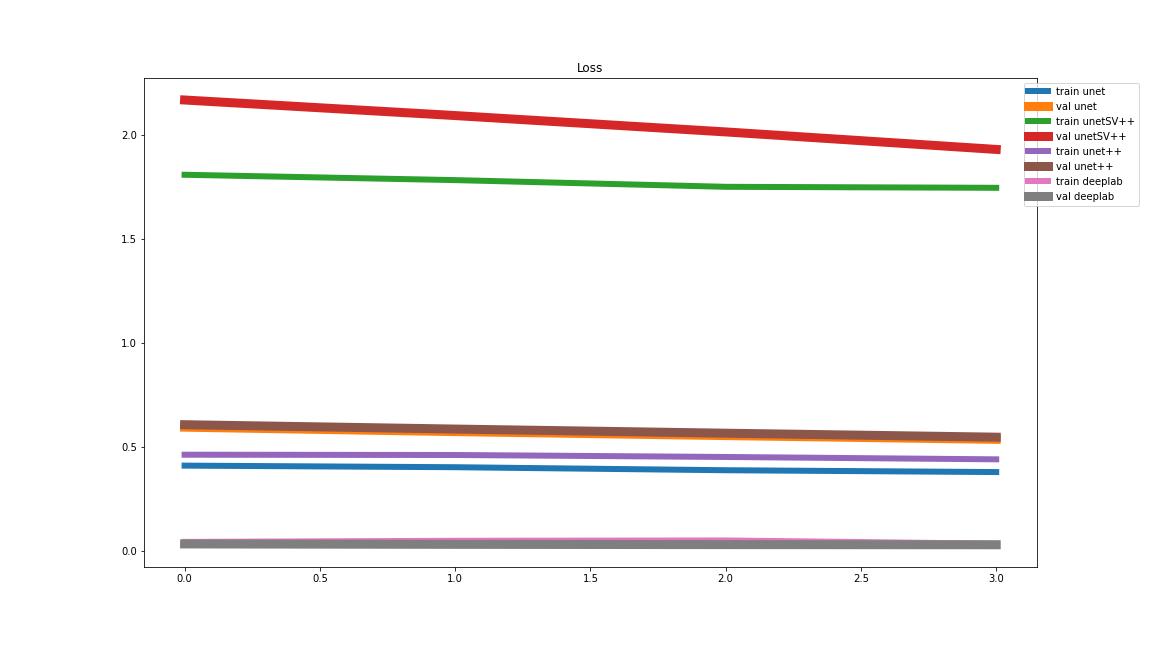 Loss
train unet
val unet
train unetSV++
val unetSV++
train unet++
val unet++
train deeplab
val deeplab
2.0
1.5
1.0
0.5
0.0
0.0 0.5 1.0 1.5 2.0 2.5 3.0